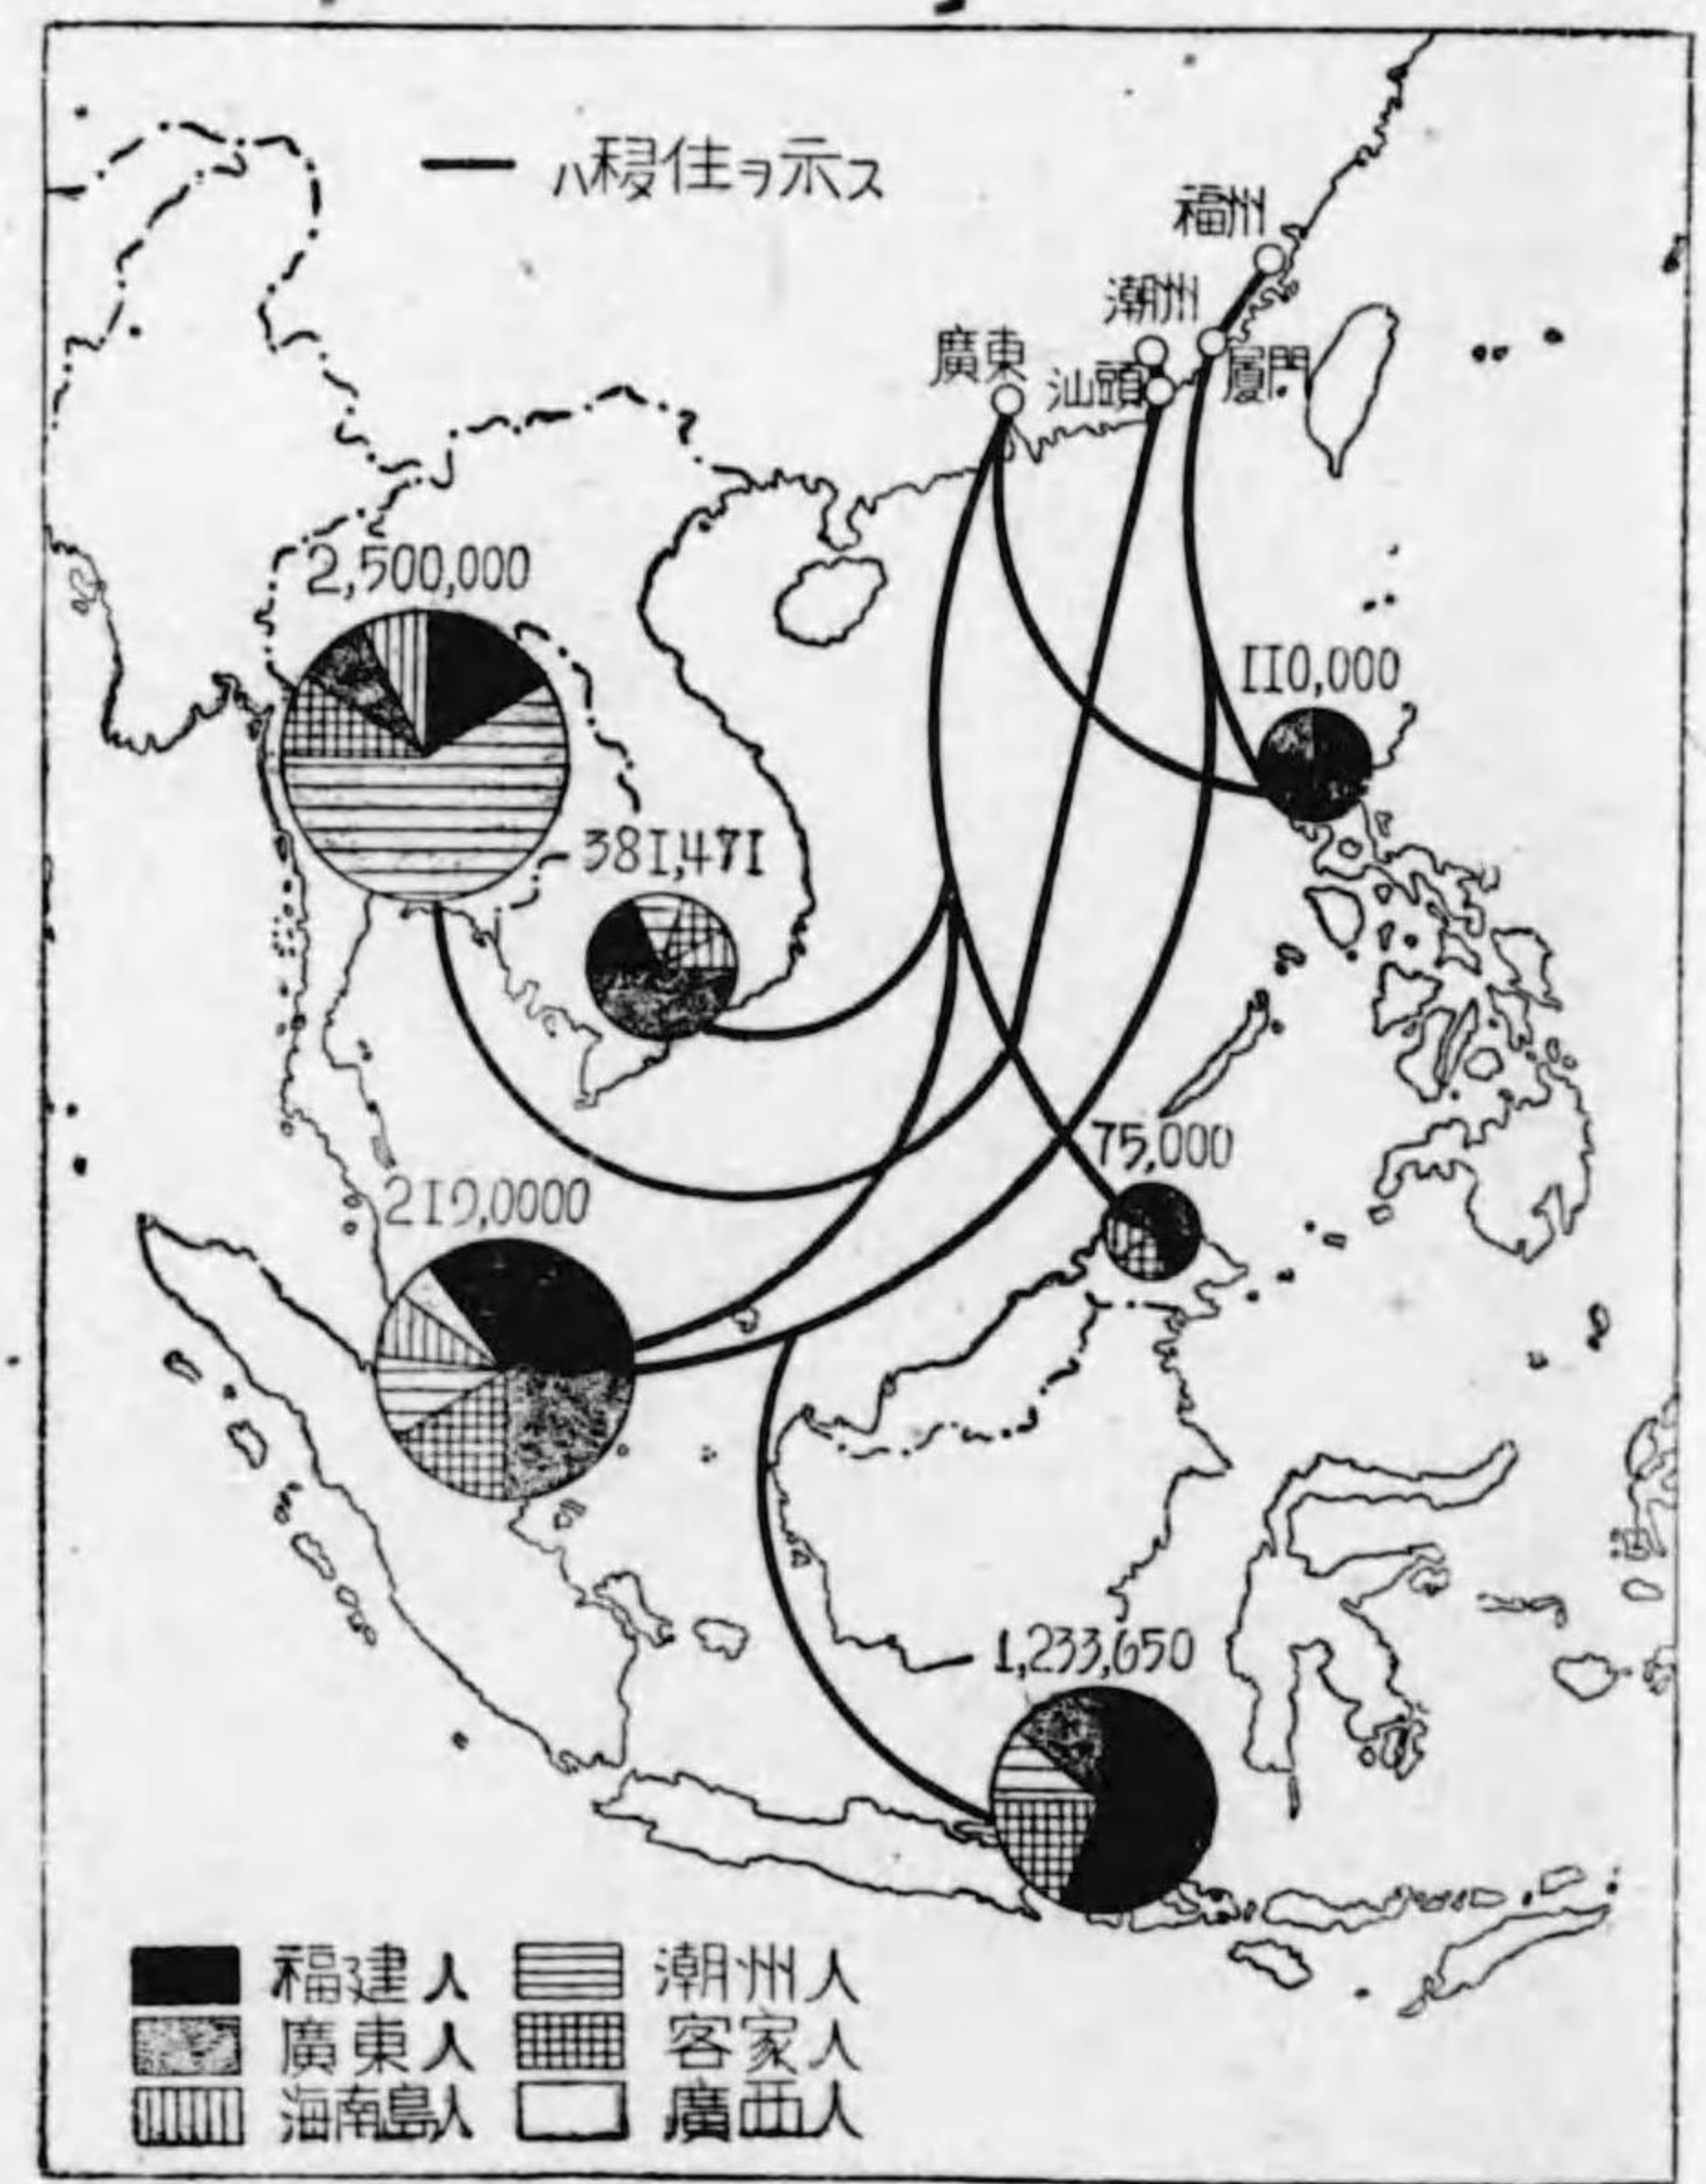 ハ移住ヲ示ス
福州
潮州
廈門
廣東
汕頭
2,500,000
110,000
381,471
75,000
219,0000
1,233,650
福建人
潮州人
廣東人
客家人
海南島人
廣西人